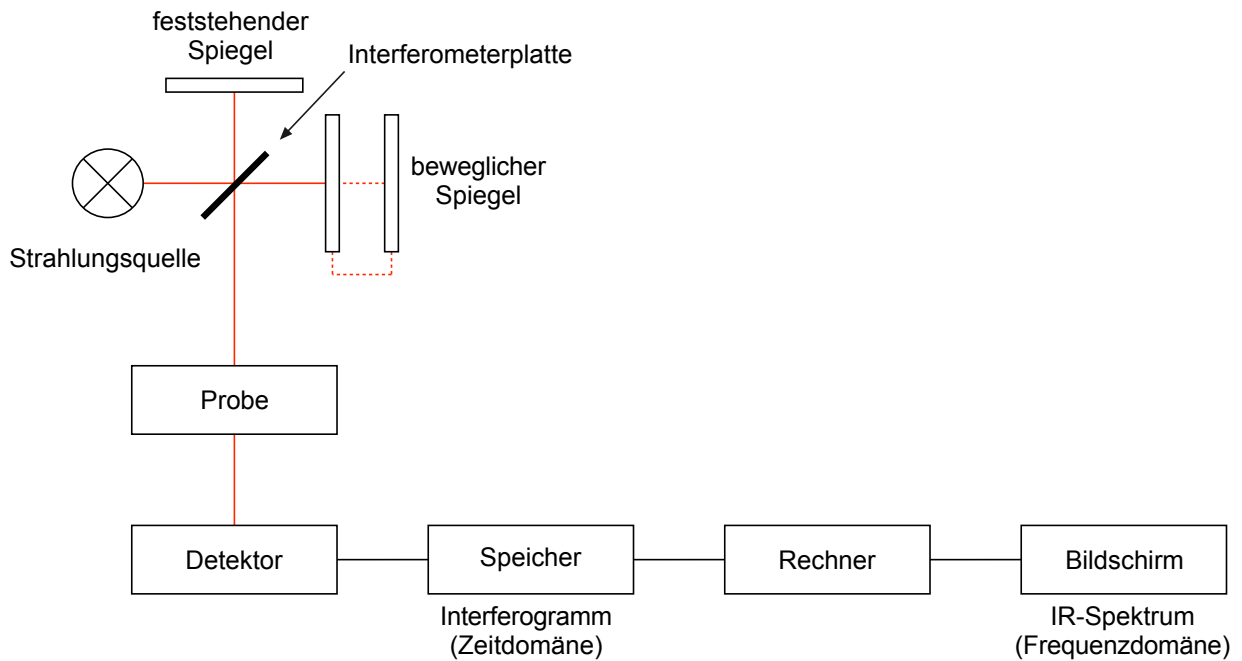 feststehender
Spiegel
Interferometerplatte
beweglicher
Spiegel
Strahlungsquelle
Probe
Detektor
Speicher
Rechner
Bildschirm
Interferogramm
(Zeitdomäne)
IR-Spektrum
(Frequenzdomäne)